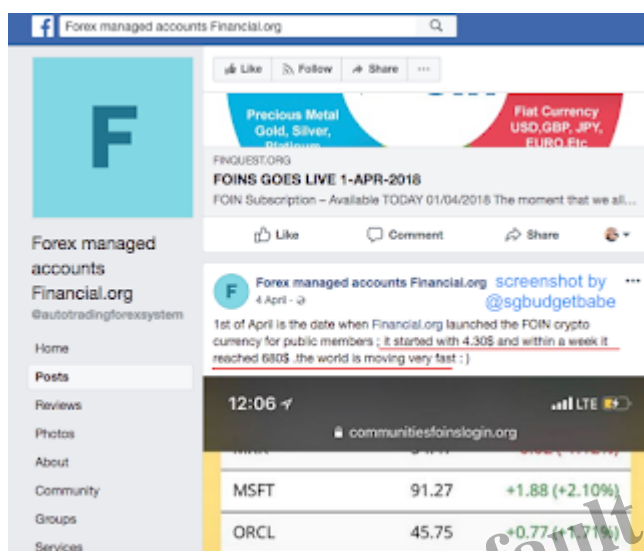 f Forex managed accounts Financial.org
Like Follow Share ...
F
Precious Metal
Gold, Silver,
Platinum
Fiat Currency
USD,GBP, JPY,
EURO,Etc
FINQUEST.ORG
FOINS GOES LIVE 1-APR-2018
FOIN Subscription – Available TODAY 01/04/2018 The moment that we all...
Like Comment Share
Forex managed
accounts
Financial.org
@autotradingforexsystem
Home
Posts
Reviews
Photos
About
Community
Groups
Services
F
Forex managed accounts Financial.org
4 April ·
screenshot by
@sgbudgetbabe
...
1st of April is the date when Financial.org launched the FOIN crypto
currency for public members ; it started with 4.30$ and within a week it
reached 680$ .the world is moving very fast : )
12:06 LTE
communitiesfoinslogin.org
MSFT 91.27 +1.88 (+2.10%)
ORCL 45.75 +0.77 (+1.71%)